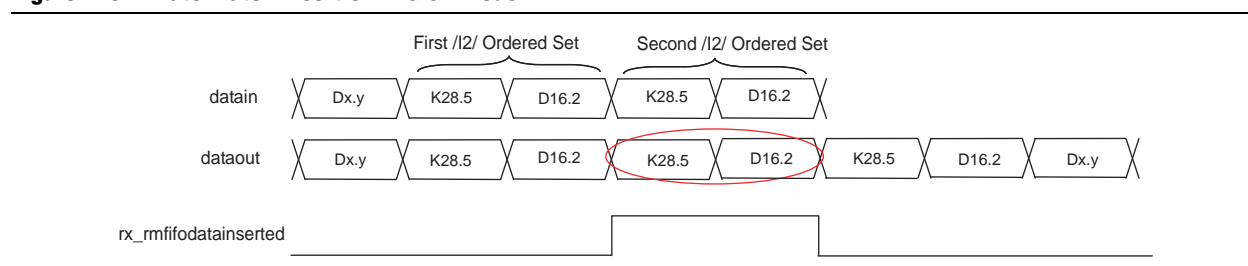 First /I2/ Ordered Set Second /I2/ Ordered Set
datain Dx.y K28.5 D16.2 K28.5 D16.2
dataout Dx.y K28.5 D16.2 K28.5 D16.2 K28.5 D16.2 Dx.y
rx_rmfifodatainserted